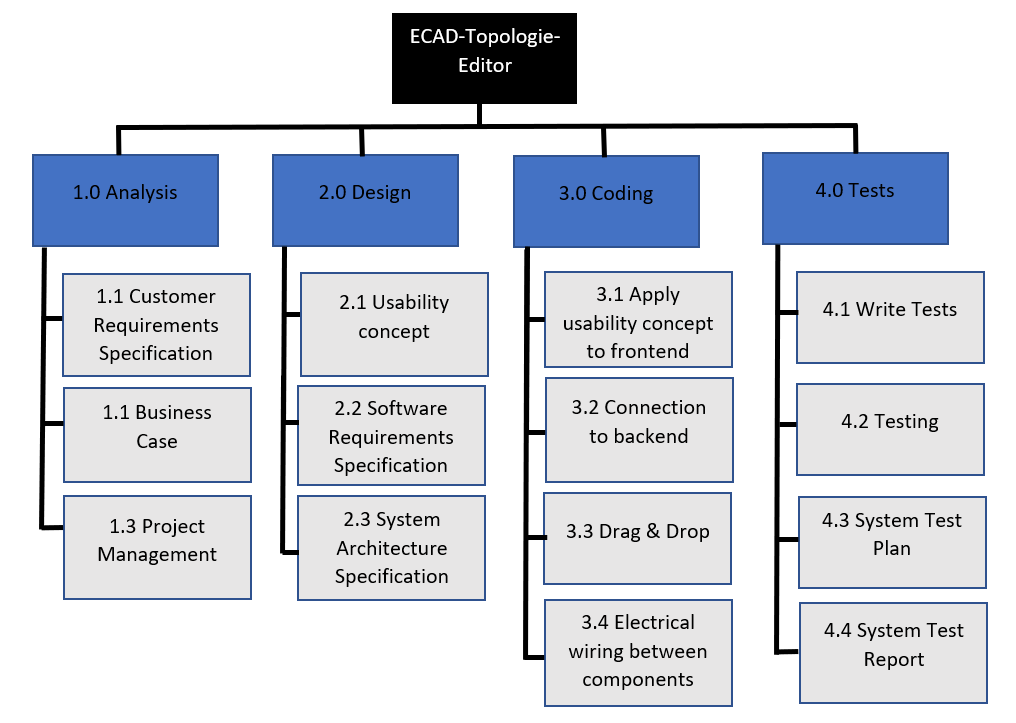 ECAD-Topologie-
Editor
1.0 Analysis
2.0 Design
3.0 Coding
4.0 Tests
1.1 Customer
Requirements
Specification
1.1 Business
Case
1.3 Project
Management
2.1 Usability
concept
2.2 Software
Requirements
Specification
2.3 System
Architecture
Specification
3.1 Apply
usability concept
to frontend
3.2 Connection
to backend
3.3 Drag & Drop
3.4 Electrical
wiring between
components
4.1 Write Tests
4.2 Testing
4.3 System Test
Plan
4.4 System Test
Report